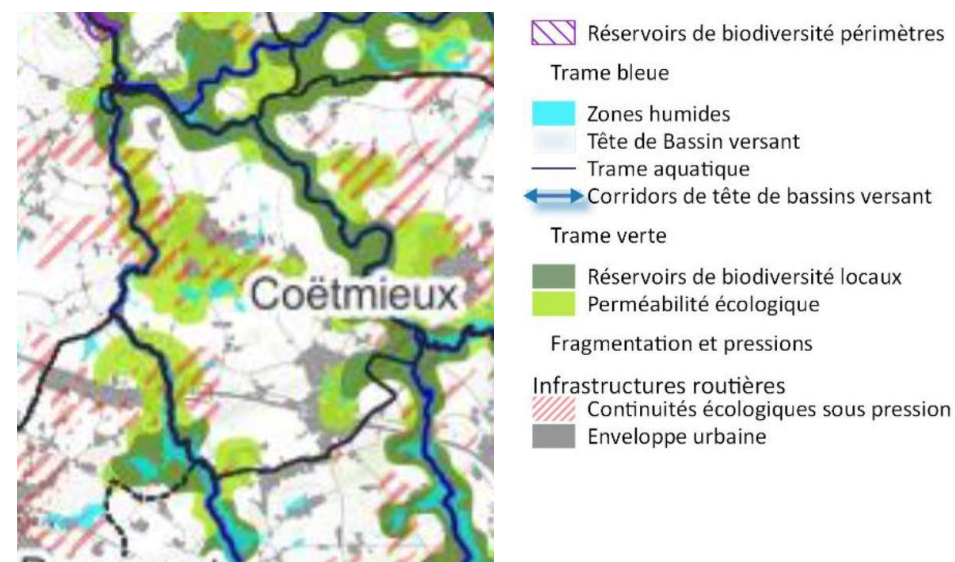 Coëtmieux
Réservoirs de biodiversité périmètres
Trame bleue
Zones humides
Tête de Bassin versant
Trame aquatique
Corridors de tête de bassins versant
Trame verte
Réservoirs de biodiversité locaux
Perméabilité écologique
Fragmentation et pressions
Infrastructures routières
Continuités écologiques sous pression
Enveloppe urbaine